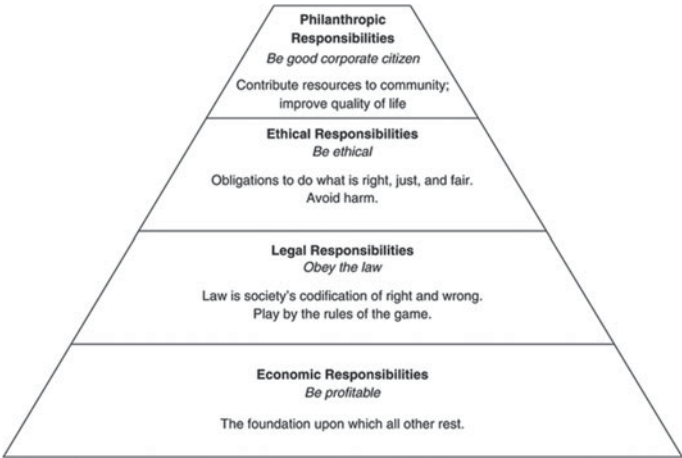 Philanthropic
Responsibilities
Be good corporate citizen
Contribute resources to community;
improve quality of life
Ethical Responsibilities
Be ethical
Obligations to do what is right, just, and fair.
Avoid harm.
Legal Responsibilities
Obey the law
Law is society's codification of right and wrong.
Play by the rules of the game.
Economic Responsibilities
Be profitable
The foundation upon which all other rest.